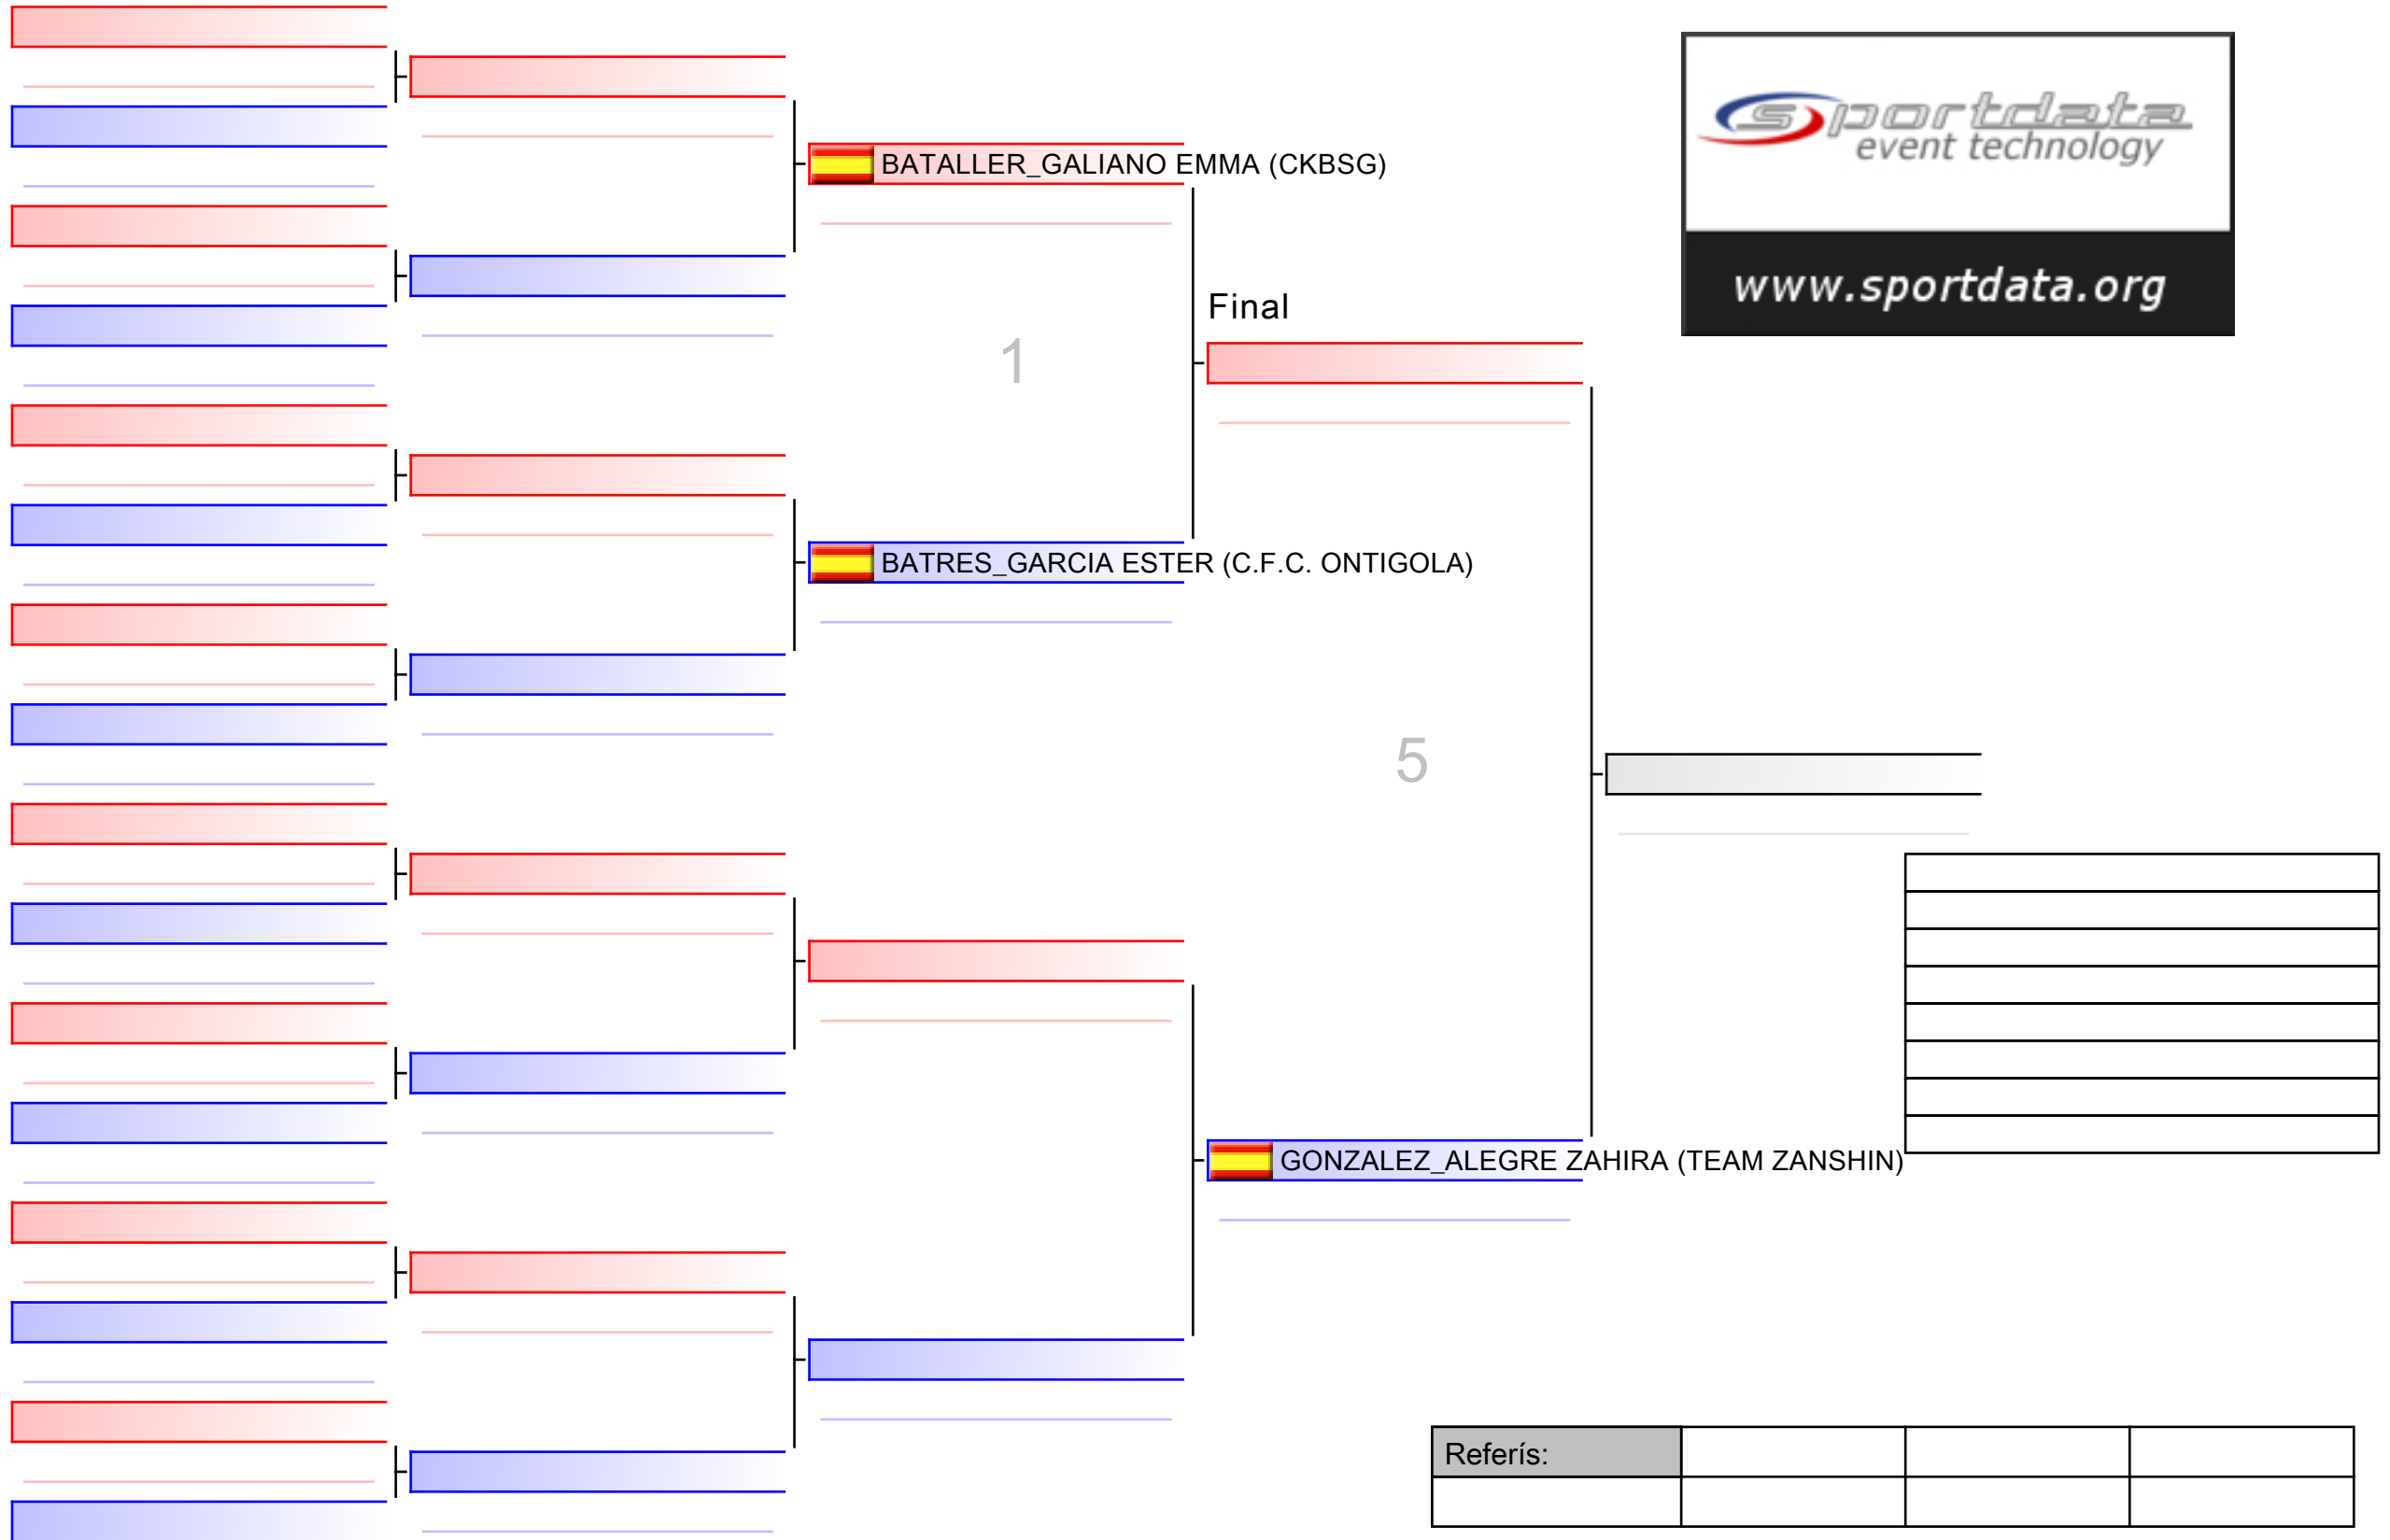 sportdata
event technology
www.sportdata.org
BATALLER_GALIANO EMMA (CKBSG)
Final
1
BATRES_GARCIA ESTER (C.F.C. ONTIGOLA)
5
GONZALEZ_ALEGRE ZAHIRA (TEAM ZANSHIN)
Referís: